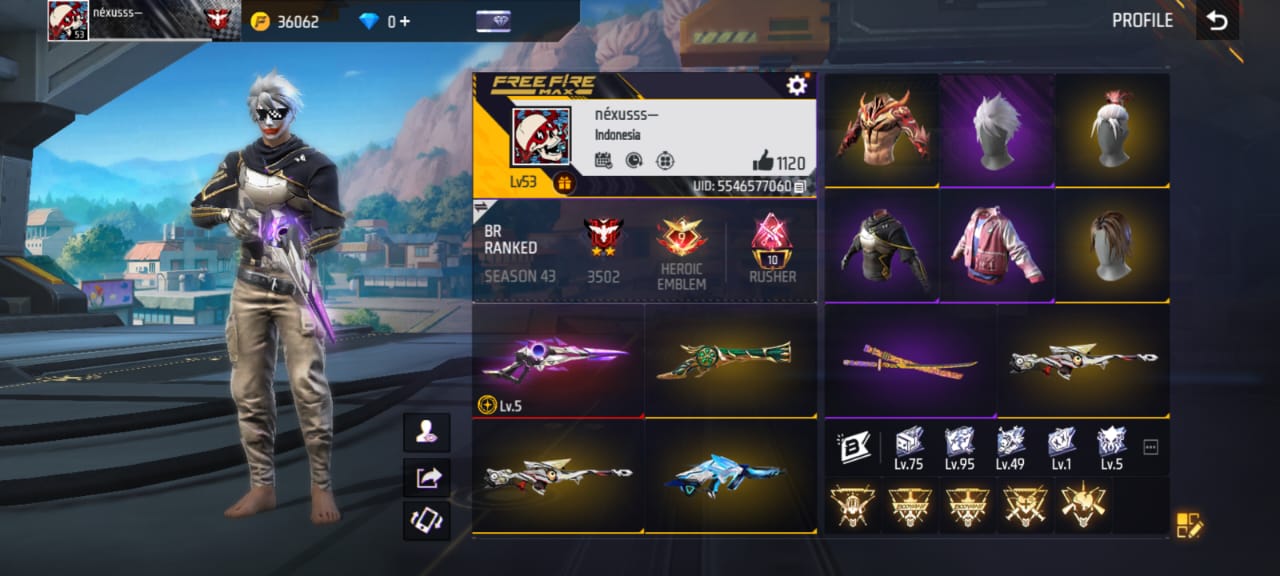 néxusss—
53
36062
0 +
PROFILE
FREE FIRE
MAX
néxusss—
Indonesia
1120
Lv53
UID: 5546577060
BR
RANKED
SEASON 43
3502
HEROIC
EMBLEM
10
RUSHER
Lv.5
B
Lv.75
Lv.95
Lv.49
Lv.1
Lv.5